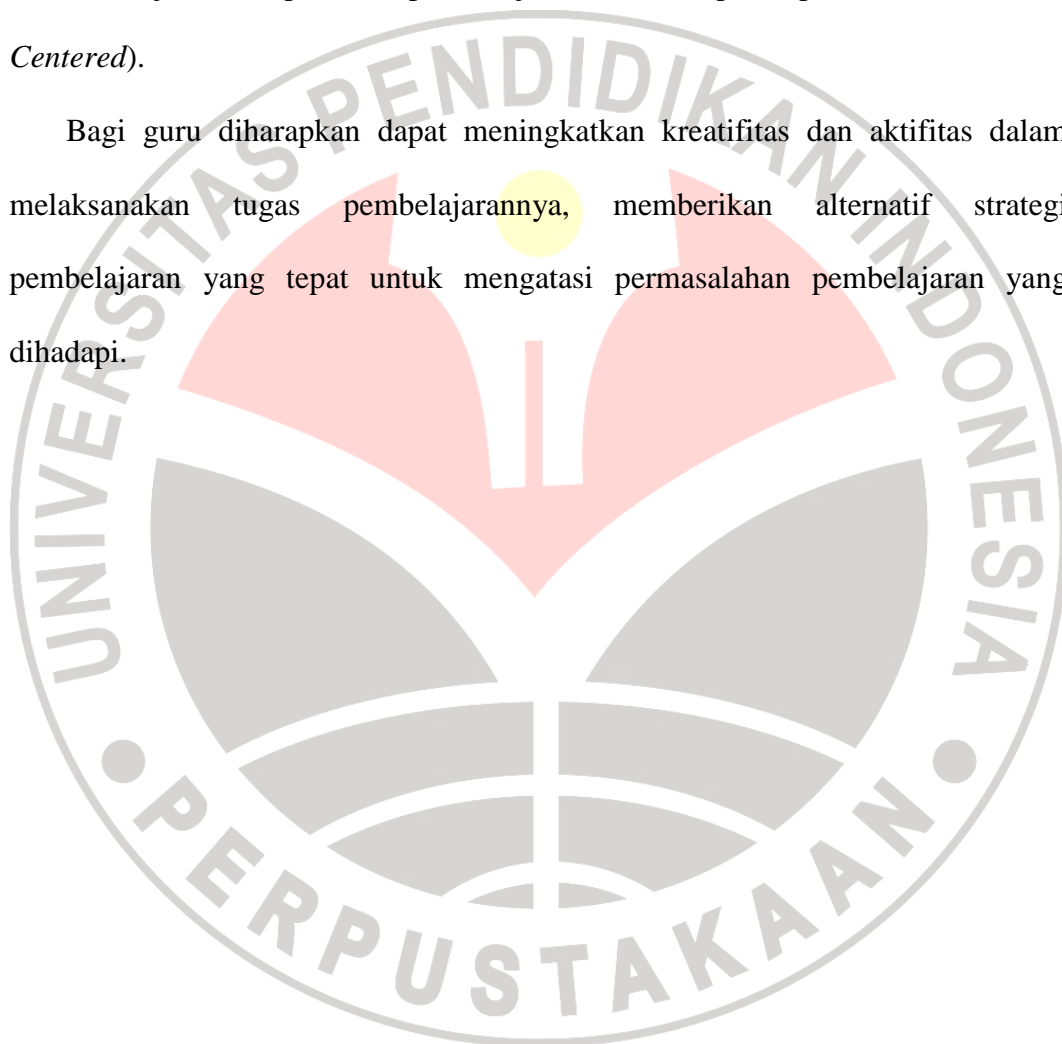 Centered).
Bagi guru diharapkan dapat meningkatkan kreatifitas dan aktifitas dalam
melaksanakan tugas pembelajarannya, memberikan alternatif strategi
pembelajaran yang tepat untuk mengatasi permasalahan pembelajaran yang
dihadapi.
UNIVERSITAS PENDIDIKAN INDONESIA
PERPUSTAKAAN